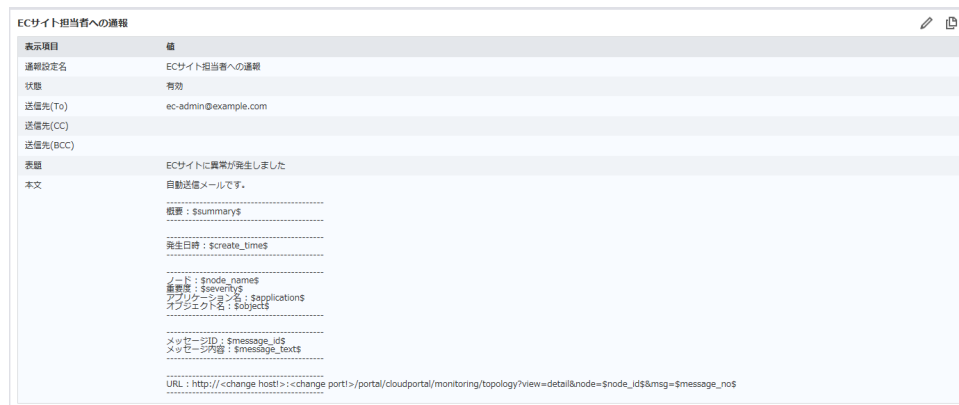 ECサイト担当者への通報
表示項目 値
通報設定名 ECサイト担当者への通報
状態 有効
送信先(To) ec-admin@example.com
送信先(CC)
送信先(BCC)
表題 ECサイトに異常が発生しました
本文 自動送信メールです。
-------------------------------------------
概要：$summary$
-------------------------------------------
-------------------------------------------
発生日時：$create_time$
-------------------------------------------
-------------------------------------------
ノード：$node_name$
重要度：$severity$
アプリケーション名：$application$
オブジェクト名：$object$
-------------------------------------------
-------------------------------------------
メッセージID：$message_id$
メッセージ内容：$message_text$
-------------------------------------------
-------------------------------------------
URL：http://<change host!>:<change port!>/portal/cloudportal/monitoring/topology?view=detail&node=$node_id$&msg=$message_no$
-------------------------------------------